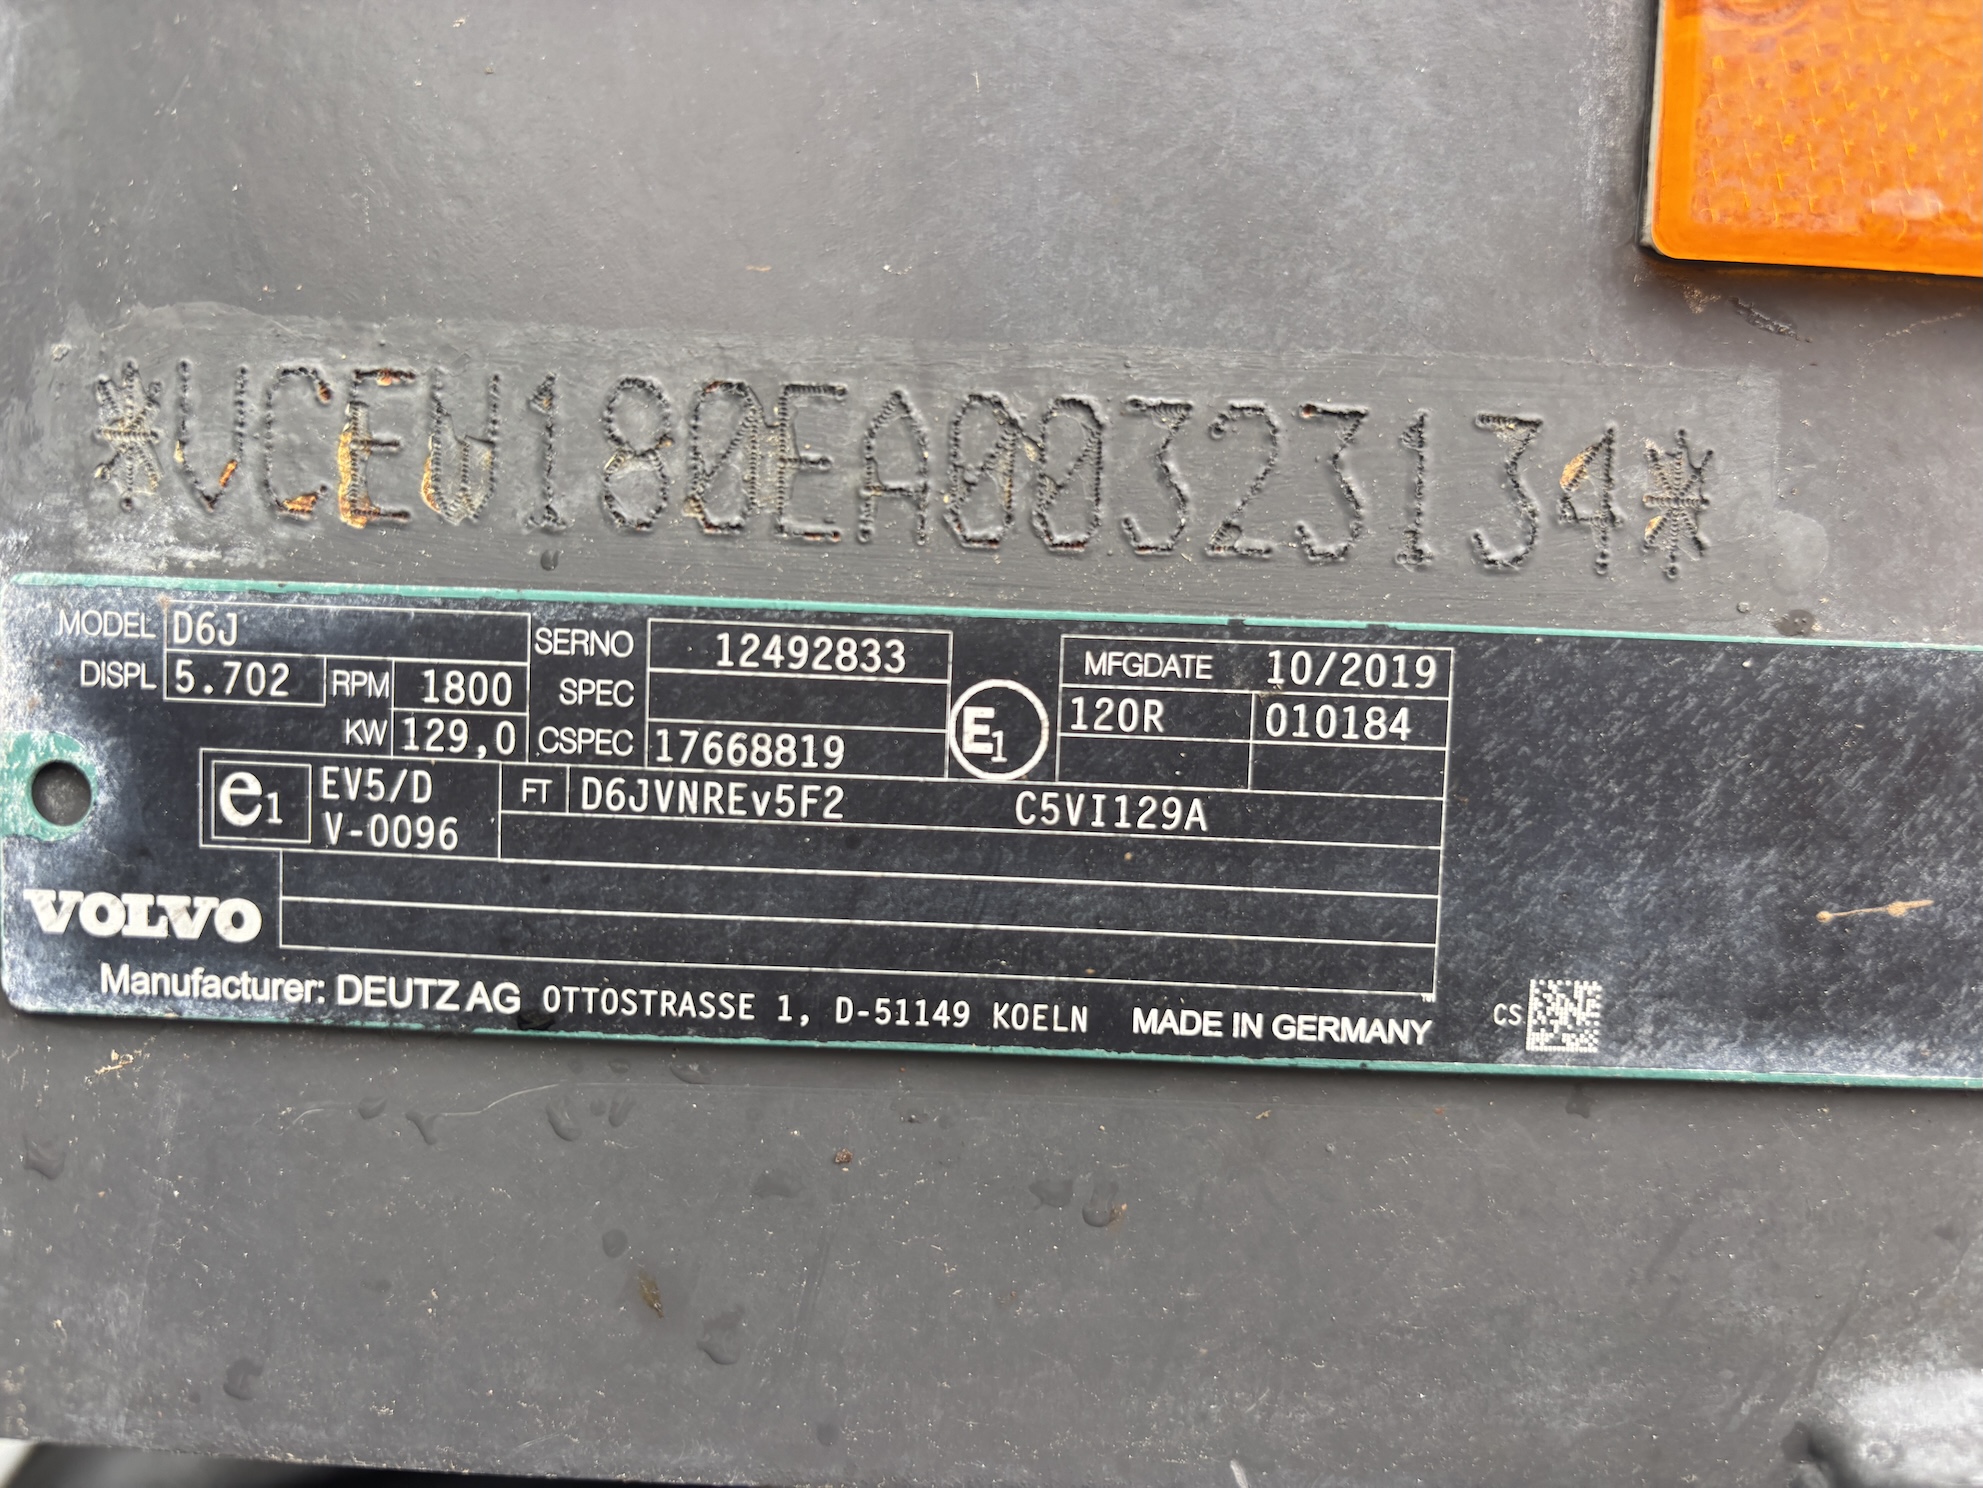 *VCEW180EA00323134*
MODEL D6J SERNO 12492833 MFGDATE 10/2019
DISPL 5.702 RPM 1800 SPEC E1 120R 010184
KW 129,0 CSPEC 17668819
e1 EV5/D FT D6JVNREv5F2 C5VI129A
V-0096
VOLVO
Manufacturer: DEUTZ AG OTTOSTRASSE 1, D-51149 KOELN MADE IN GERMANY CS